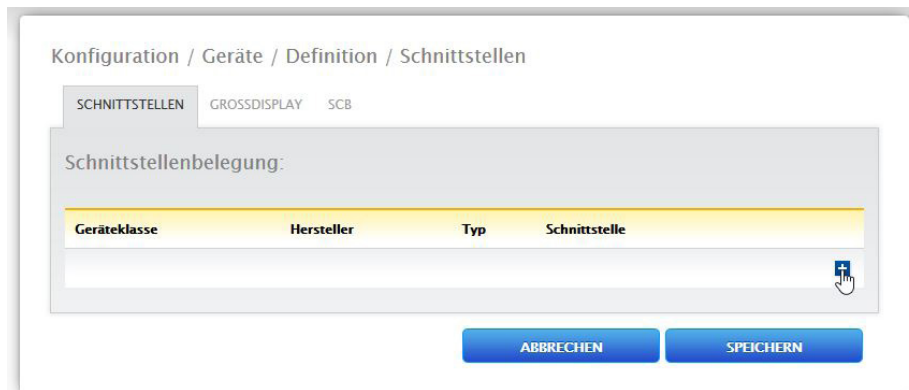 Konfiguration / Geräte / Definition / Schnittstellen
SCHNITTSTELLEN GROSSDISPLAY SCB
Schnittstellenbelegung:
Geräteklasse Hersteller Typ Schnittstelle
+
ABBRECHEN SPEICHERN